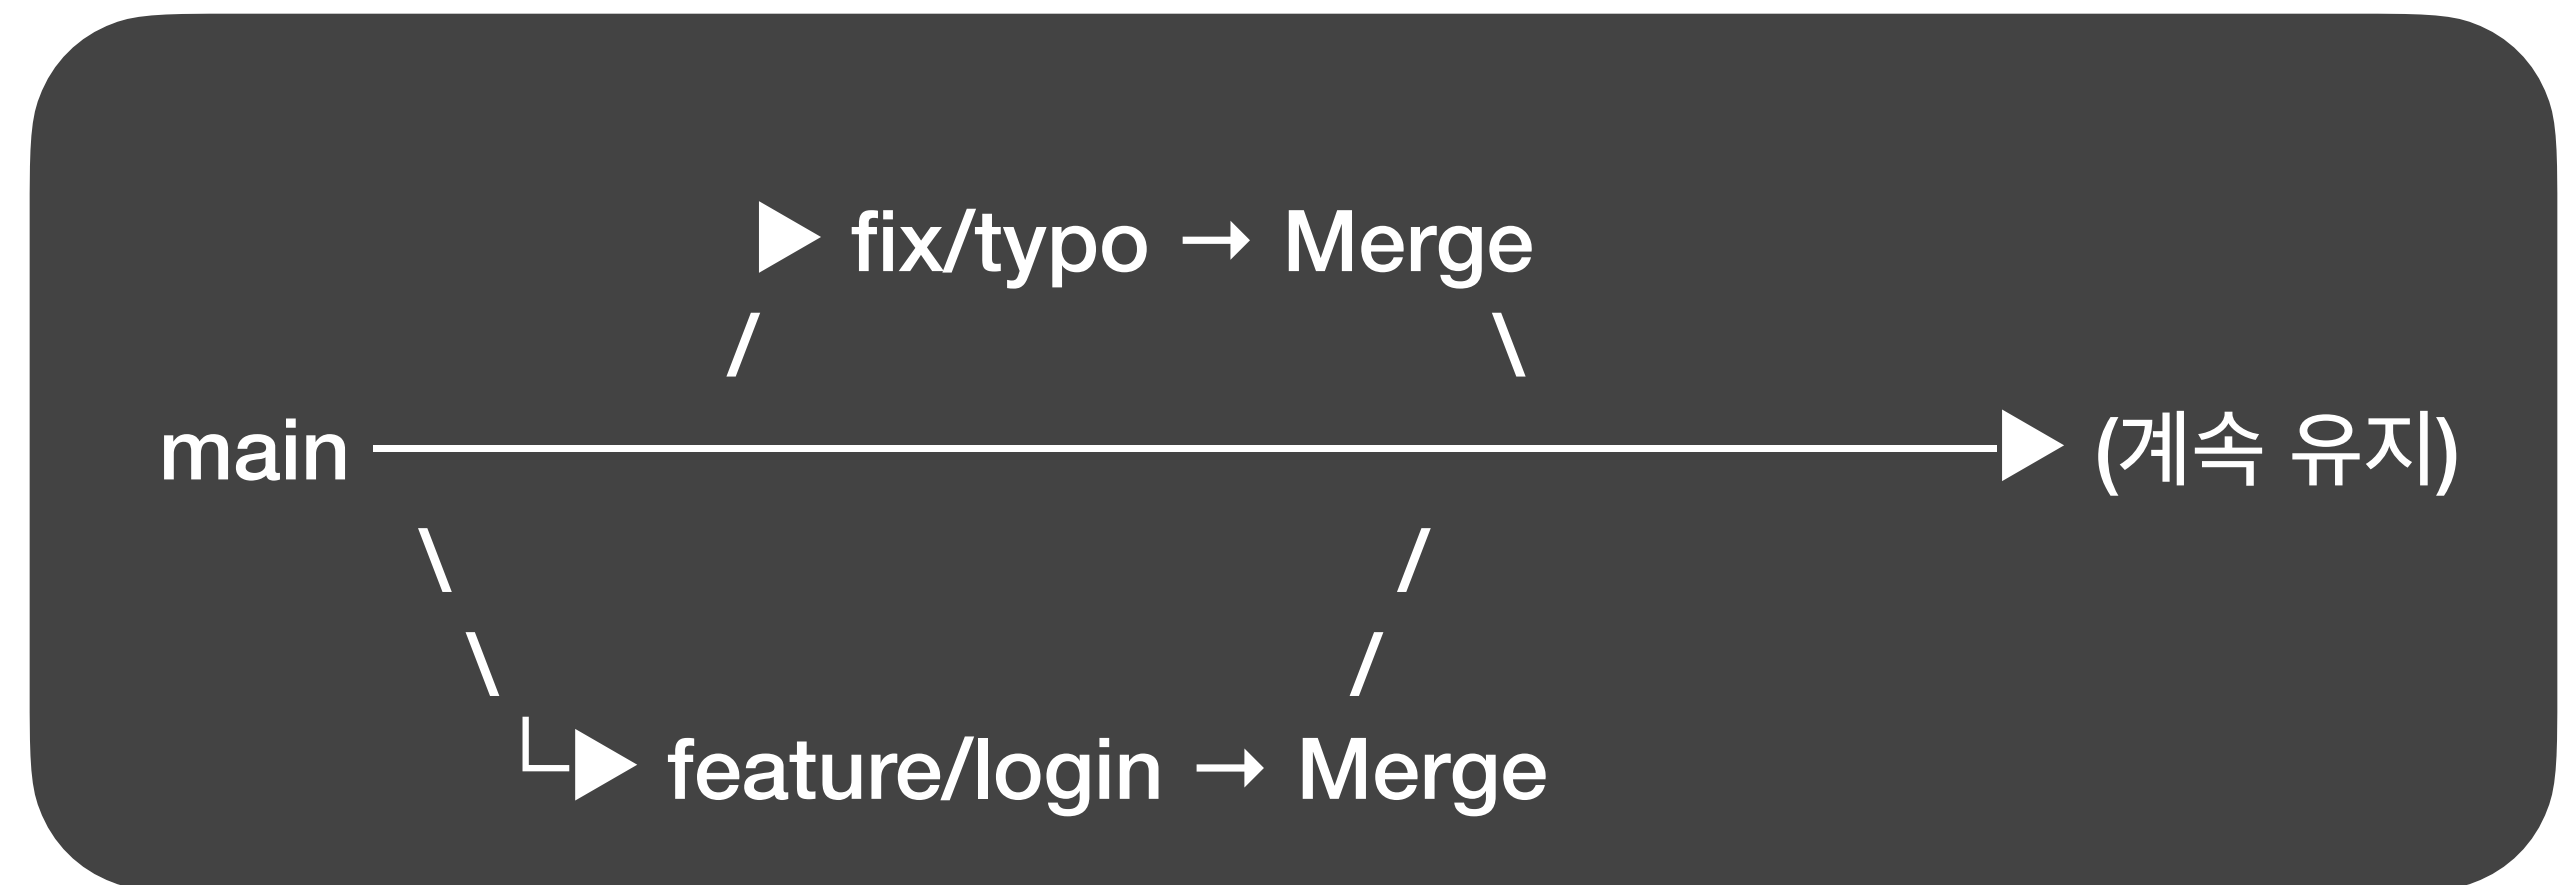 ▶ fix/typo → Merge
/ \
main ─────────────────▶ (계속 유지)
\ /
\ /
└▶ feature/login → Merge